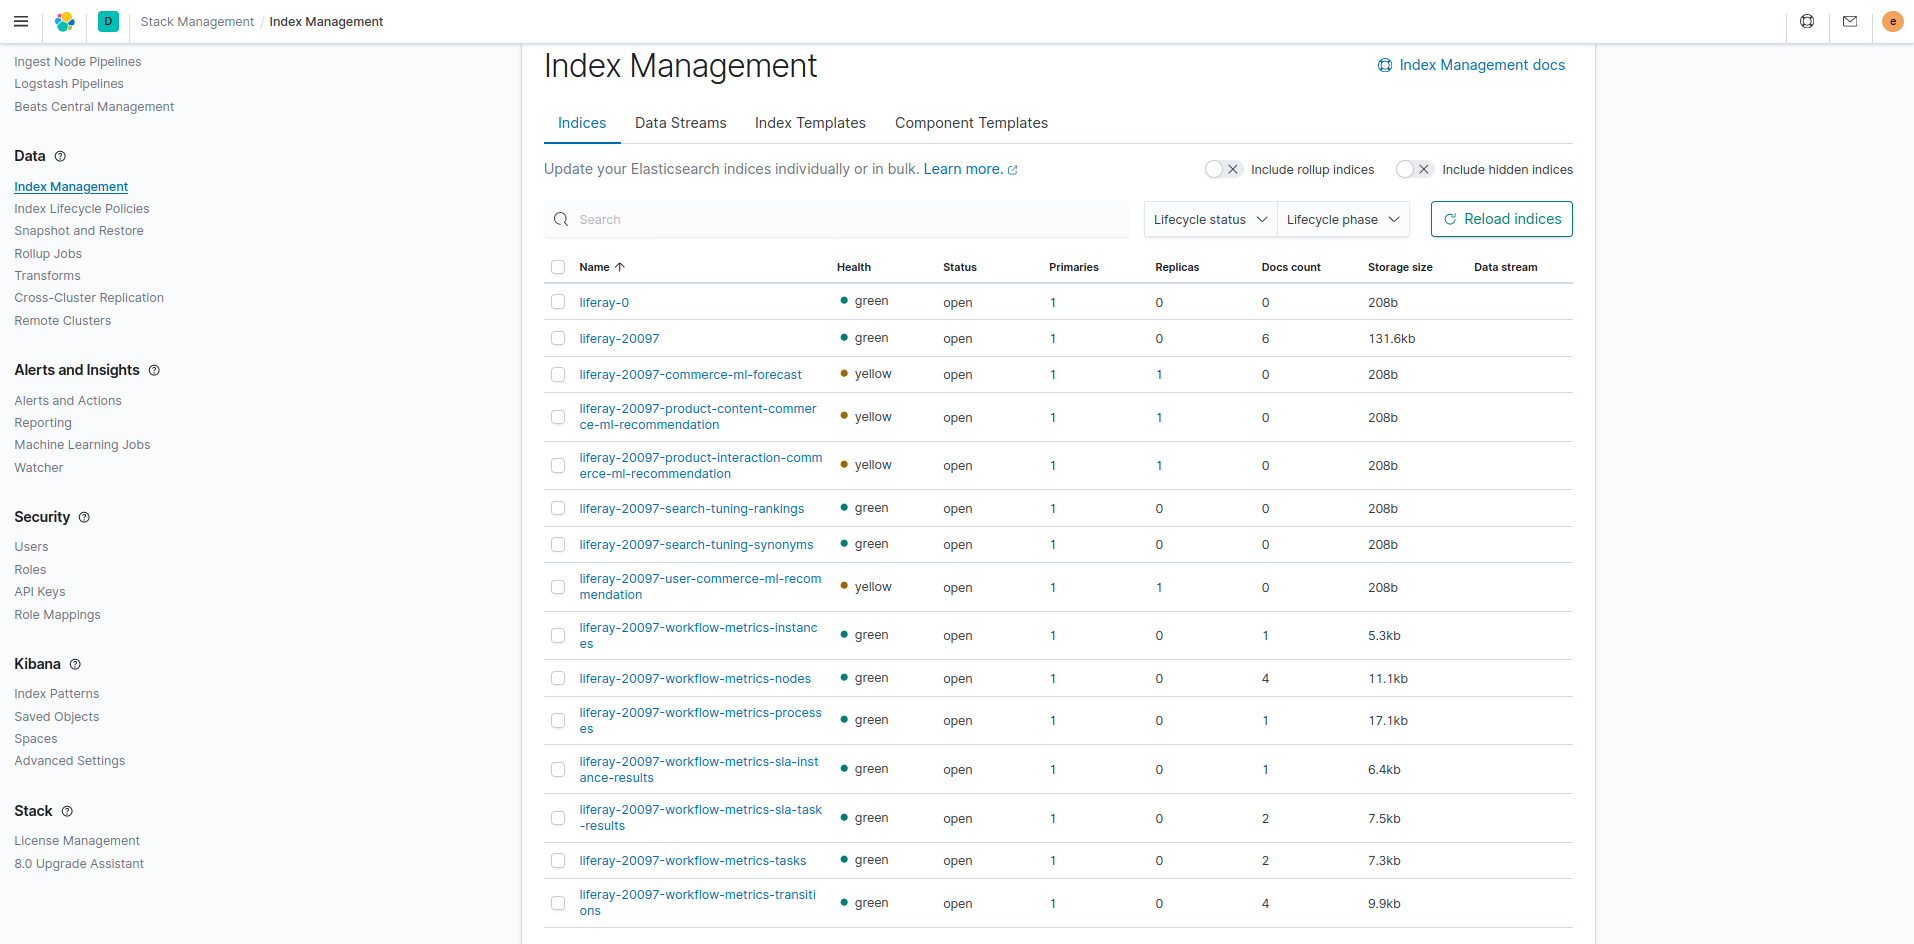 D Stack Management / Index Management e
Ingest Node Pipelines
Logstash Pipelines
Beats Central Management
Data
Index Management
Index Lifecycle Policies
Snapshot and Restore
Rollup Jobs
Transforms
Cross-Cluster Replication
Remote Clusters
Alerts and Insights
Alerts and Actions
Reporting
Machine Learning Jobs
Watcher
Security
Users
Roles
API Keys
Role Mappings
Kibana
Index Patterns
Saved Objects
Spaces
Advanced Settings
Stack
License Management
8.0 Upgrade Assistant
Index Management Index Management docs
Indices Data Streams Index Templates Component Templates
Update your Elasticsearch indices individually or in bulk. Learn more. Include rollup indices Include hidden indices
Search Lifecycle status Lifecycle phase Reload indices
Name Health Status Primaries Replicas Docs count Storage size Data stream
liferay-0 green open 1 0 0 208b
liferay-20097 green open 1 0 6 131.6kb
liferay-20097-commerce-ml-forecast yellow open 1 1 0 208b
liferay-20097-product-content-commer
ce-ml-recommendation yellow open 1 1 0 208b
liferay-20097-product-interaction-comm
erce-ml-recommendation yellow open 1 1 0 208b
liferay-20097-search-tuning-rankings green open 1 0 0 208b
liferay-20097-search-tuning-synonyms green open 1 0 0 208b
liferay-20097-user-commerce-ml-recom
mendation yellow open 1 1 0 208b
liferay-20097-workflow-metrics-instanc
es green open 1 0 1 5.3kb
liferay-20097-workflow-metrics-nodes green open 1 0 4 11.1kb
liferay-20097-workflow-metrics-process
es green open 1 0 1 17.1kb
liferay-20097-workflow-metrics-sla-inst
ance-results green open 1 0 1 6.4kb
liferay-20097-workflow-metrics-sla-task
-results green open 1 0 2 7.5kb
liferay-20097-workflow-metrics-tasks green open 1 0 2 7.3kb
liferay-20097-workflow-metrics-transiti
ons green open 1 0 4 9.9kb